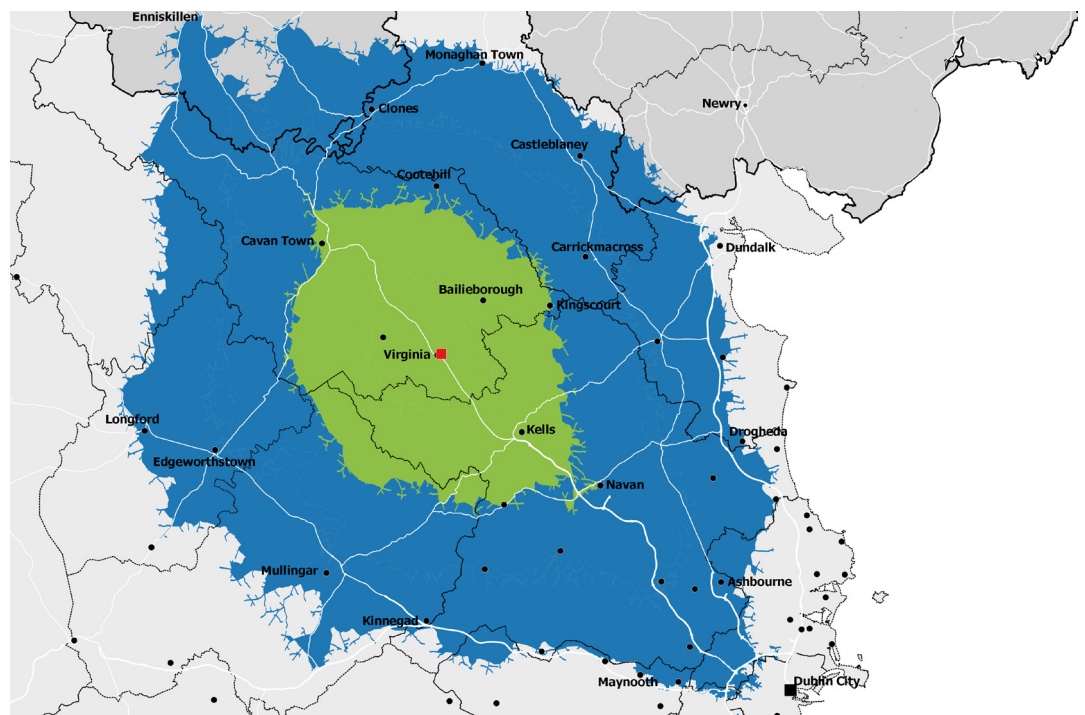 Enniskillen
Monaghan Town
Clones
Newry
Castleblaney
Cootehill
Cavan Town
Carrickmacross
Dundalk
Bailieborough
Kingscourt
Virginia
Longford
Kells
Drogheda
Edgeworthstown
Navan
Mullingar
Ashbourne
Kinnegad
Maynooth
Dublin City